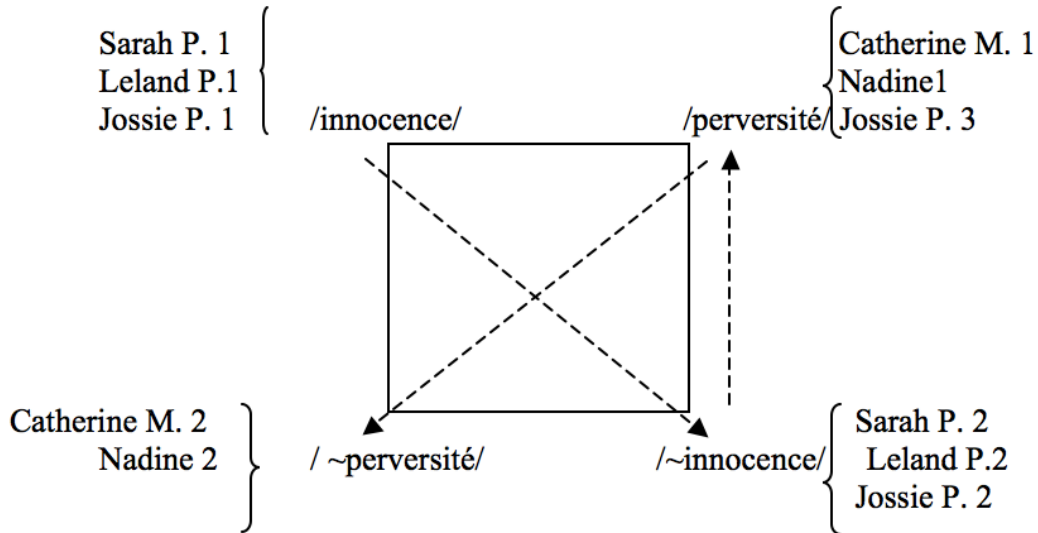 Sarah P. 1
Leland P.1
Jossie P. 1
/innocence/
Catherine M. 1
Nadine1
/perversité/ Jossie P. 3
Catherine M. 2
Nadine 2
/ ~perversité/
/~innocence/
Sarah P. 2
Leland P.2
Jossie P. 2